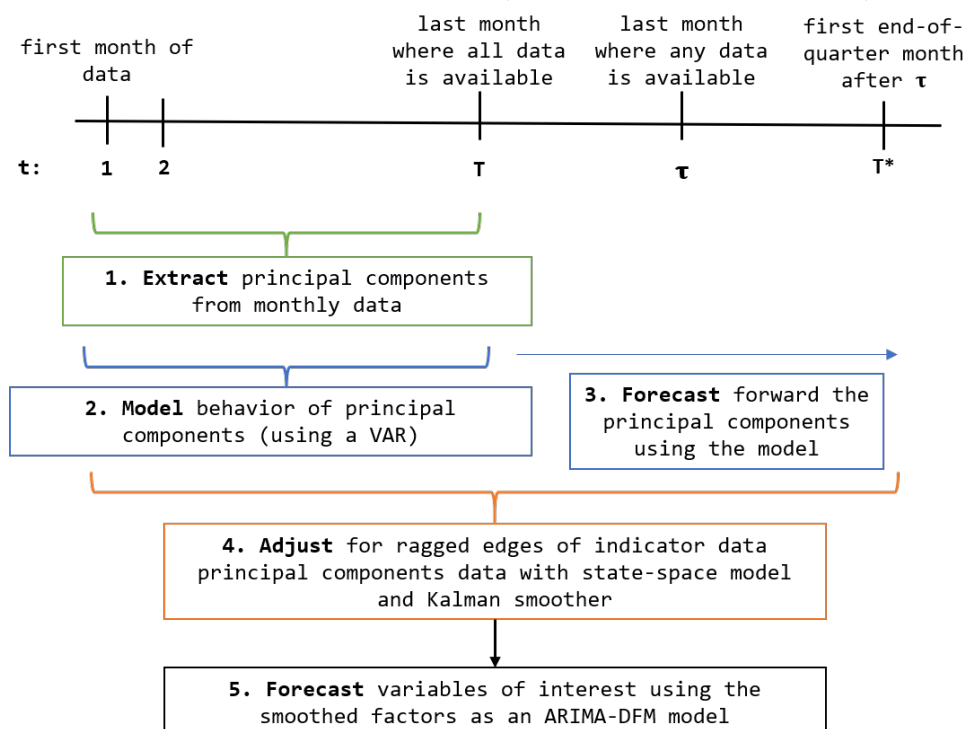 first month of
data
last month
where all data
is available
last month
where any data
is available
first end-of-
quarter month
after τ
t: 1 2 T τ T*
1. Extract principal components
from monthly data
2. Model behavior of principal
components (using a VAR)
3. Forecast forward the
principal components
using the model
4. Adjust for ragged edges of indicator data
principal components data with state-space model
and Kalman smoother
5. Forecast variables of interest using the
smoothed factors as an ARIMA-DFM model